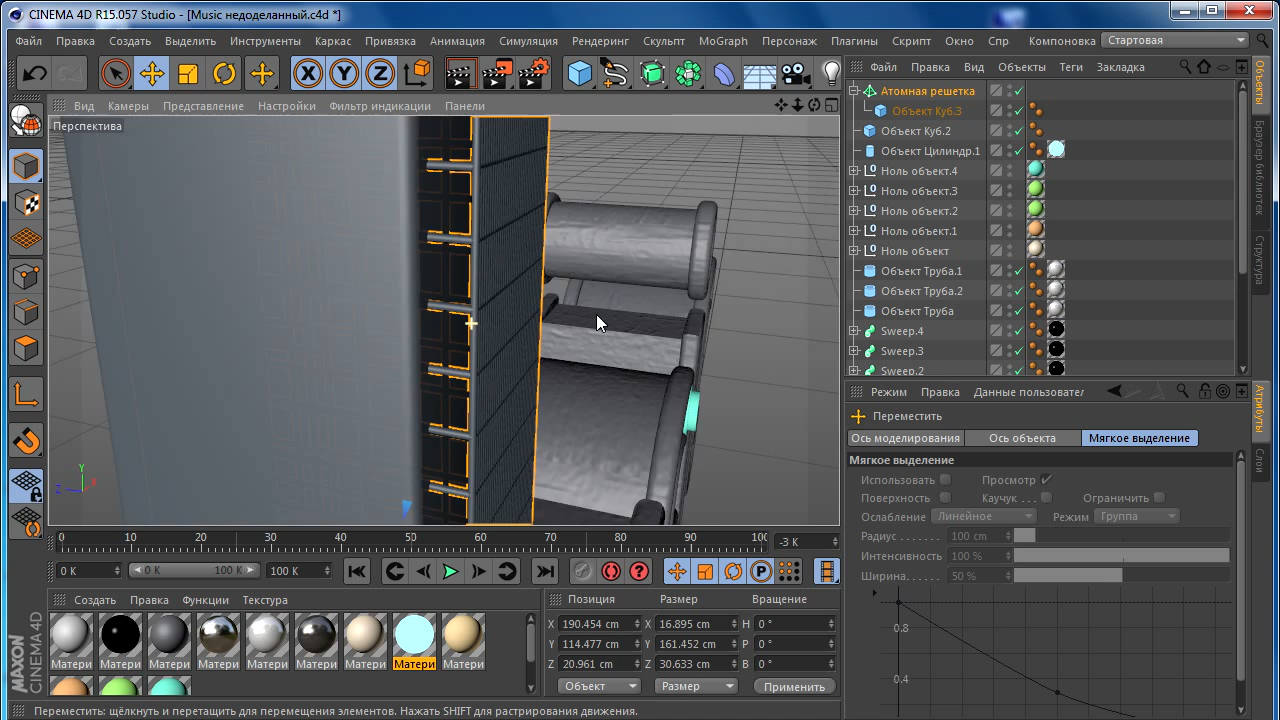 CINEMA 4D R15.057 Studio - [Music недоделанный.c4d *]
Файл Правка Создать Выделить Инструменты Каркас Привязка Анимация Симуляция Рендеринг Скульпт MoGraph Персонаж Плагины Скрипт Окно Спр Компоновка Стартовая
X Y Z
Файл Правка Вид Объекты Теги Закладка
Вид Камеры Представление Настройки Фильтр индикации Панели
Перспектива
Атомная решетка
Объект Куб.3
Объект Куб.2
Объект Цилиндр.1
Ноль объект.4
Ноль объект.3
Ноль объект.2
Ноль объект.1
Ноль объект
Объект Труба.1
Объект Труба.2
Объект Труба
Sweep.4
Sweep.3
Sweep.2
Объекты
Браузер библиотек
Структура
Режим Правка Данные пользовател
Переместить
Ось моделирования Ось объекта Мягкое выделение
Мягкое выделение
Использовать Просмотр
Поверхность Каучук . . . Ограничить
Ослабление Линейное Режим Группа
Радиус . . . . . . . 100 cm
Интенсивность 100 %
Ширина. . . . . . 50 %
0.8
0.4
Атрибуты
Слои
Y
Z X
0 10 20 30 40 50 60 70 80 90 100
-3 K
0 K 0 K 100 K 100 K
P
Создать Правка Функции Текстура
Матери Матери Матери Матери Матери Матери Матери Матери Матери
Позиция Размер Вращение
X 190.454 cm X 16.895 cm H 0 °
Y 114.477 cm Y 161.452 cm P 0 °
Z 20.961 cm Z 30.633 cm B 0 °
Объект Размер Применить
MAXON
CINEMA 4D
Переместить: щёлкнуть и перетащить для перемещения элементов. Нажать SHIFT для растрирования движения.